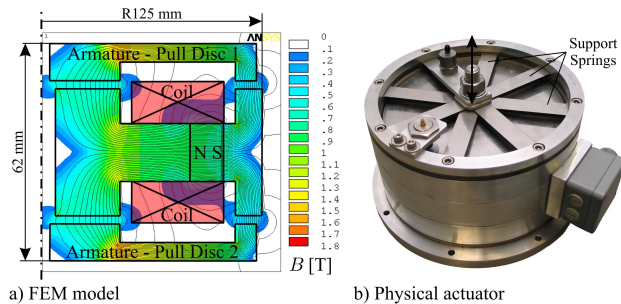 R125 mm
1
ANSYS
Armature - Pull Disc 1
Coil
62 mm
N S
Coil
Armature - Pull Disc 2
0
.1
.2
.3
.4
.5
.6
.7
.8
.9
1
1.1
1.2
1.3
1.4
1.5
1.6
1.7
1.8
B [T]
Support
Springs
a) FEM model
b) Physical actuator